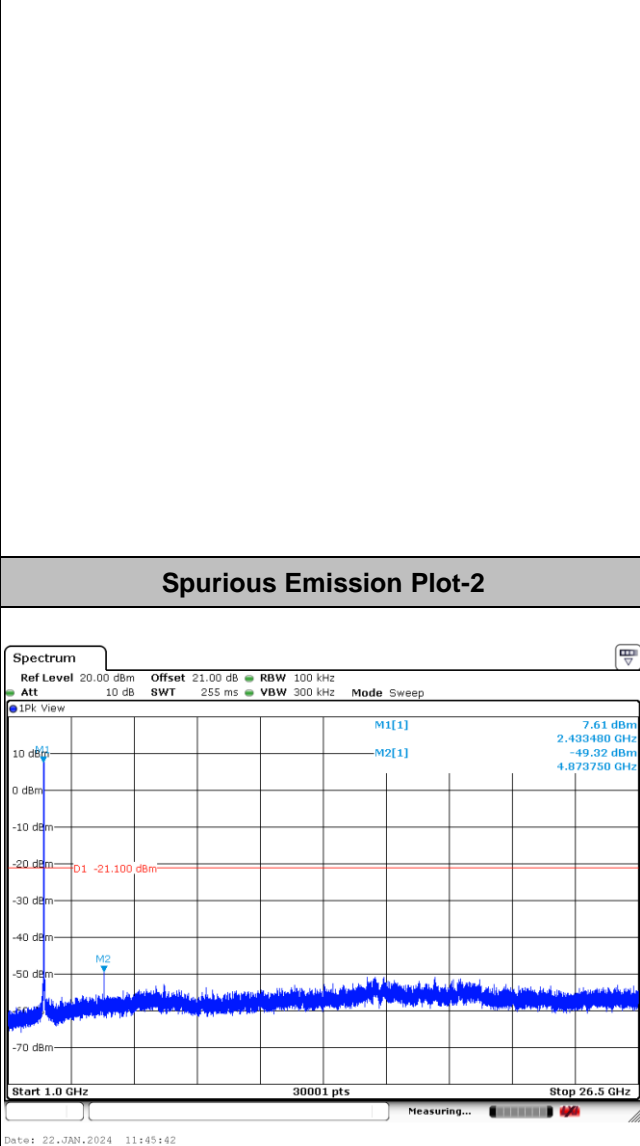 Spurious Emission Plot-2
Spectrum
Ref Level 20.00 dBm Offset 21.00 dB RBW 100 kHz
Att 10 dB SWT 255 ms VBW 300 kHz Mode Sweep
1Pk View
M1[1] 7.61 dBm
2.433480 GHz
10 dBm M1 M2[1] -49.32 dBm
4.873750 GHz
0 dBm
-10 dBm
-20 dBm
D1 -21.100 dBm
-30 dBm
-40 dBm
M2
-50 dBm
-70 dBm
Start 1.0 GHz 30001 pts Stop 26.5 GHz
Measuring...
Date: 22.JAN.2024 11:45:42